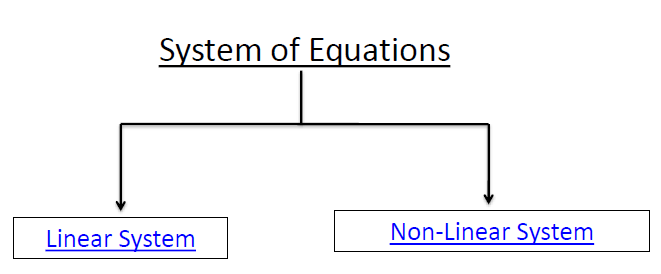 System of Equations
Linear System
Non-Linear System